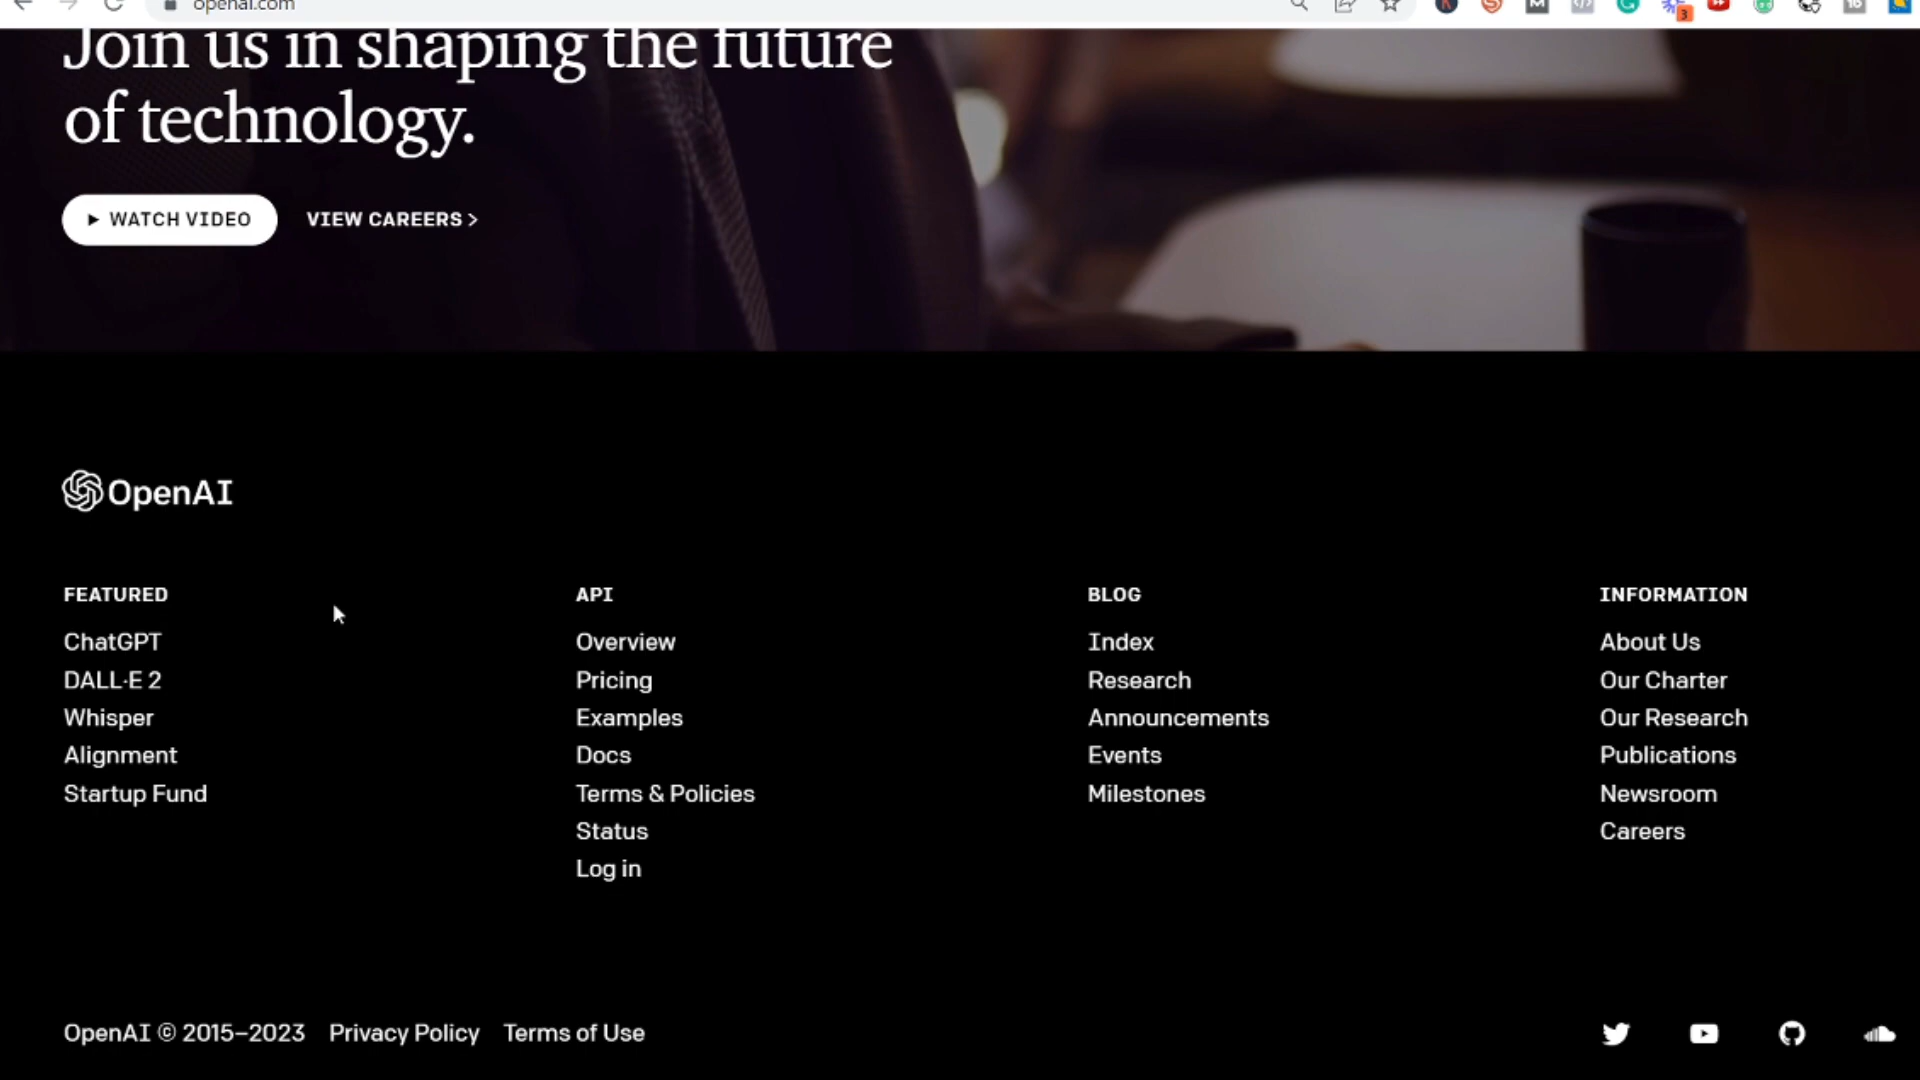 openai.com
3
Join us in shaping the future
of technology.
WATCH VIDEO
VIEW CAREERS >
OpenAI
FEATURED
ChatGPT
DALL·E 2
Whisper
Alignment
Startup Fund
API
Overview
Pricing
Examples
Docs
Terms & Policies
Status
Log in
BLOG
Index
Research
Announcements
Events
Milestones
INFORMATION
About Us
Our Charter
Our Research
Publications
Newsroom
Careers
OpenAI © 2015–2023 Privacy Policy Terms of Use